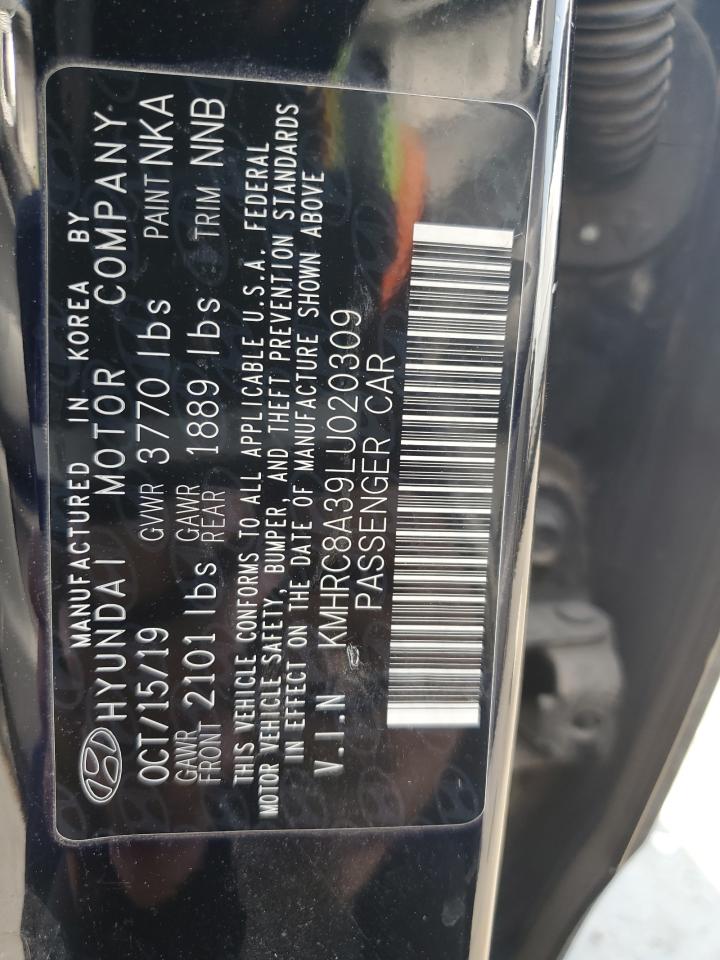 MANUFACTURED IN KOREA BY
HYUNDAI MOTOR COMPANY
OCT/15/19 GVWR 3770 lbs PAINT NKA
GAWR FRONT 2101 lbs GAWR REAR 1889 lbs TRIM NNB
THIS VEHICLE CONFORMS TO ALL APPLICABLE U.S.A. FEDERAL
MOTOR VEHICLE SAFETY, BUMPER, AND THEFT PREVENTION STANDARDS
IN EFFECT ON THE DATE OF MANUFACTURE SHOWN ABOVE
V.I.N KMHRC8A39LU020309
PASSENGER CAR